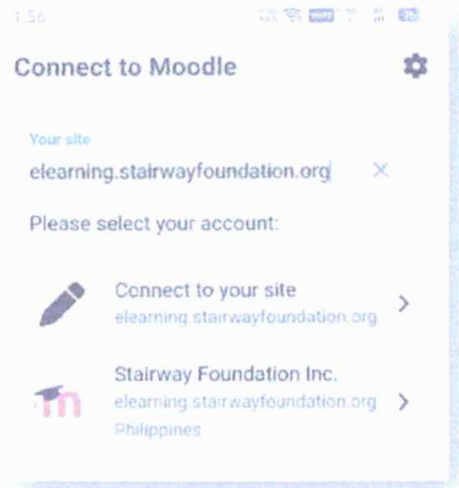 1:56
Connect to Moodle
Your site
elearning.stairwayfoundation.org
Please select your account:
Connect to your site
elearning.stairwayfoundation.org
Stairway Foundation Inc.
elearning.stairwayfoundation.org
Philippines